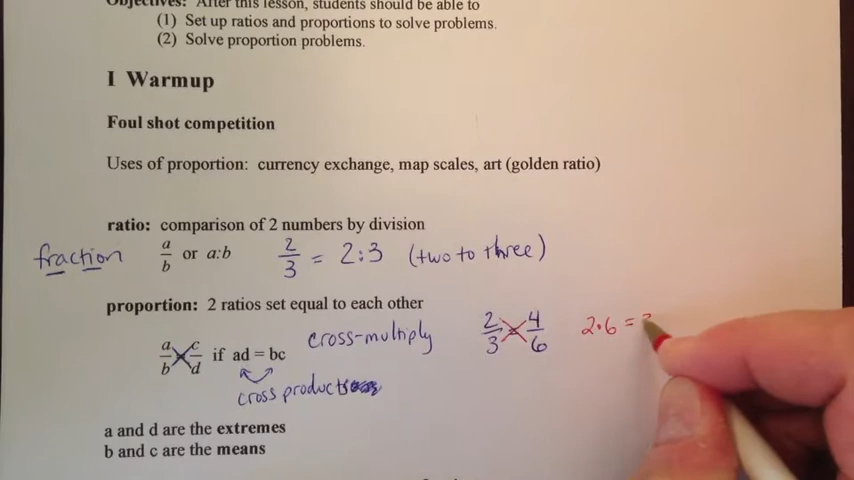 Objectives: After this lesson, students should be able to
(1) Set up ratios and proportions to solve problems.
(2) Solve proportion problems.
I Warmup
Foul shot competition
Uses of proportion: currency exchange, map scales, art (golden ratio)
ratio: comparison of 2 numbers by division
fraction a/b or a:b 2/3 = 2:3 (two to three)
proportion: 2 ratios set equal to each other
a/b = c/d if ad = bc cross-multiply 2/3 = 4/6 2·6 =
cross products
a and d are the extremes
b and c are the means